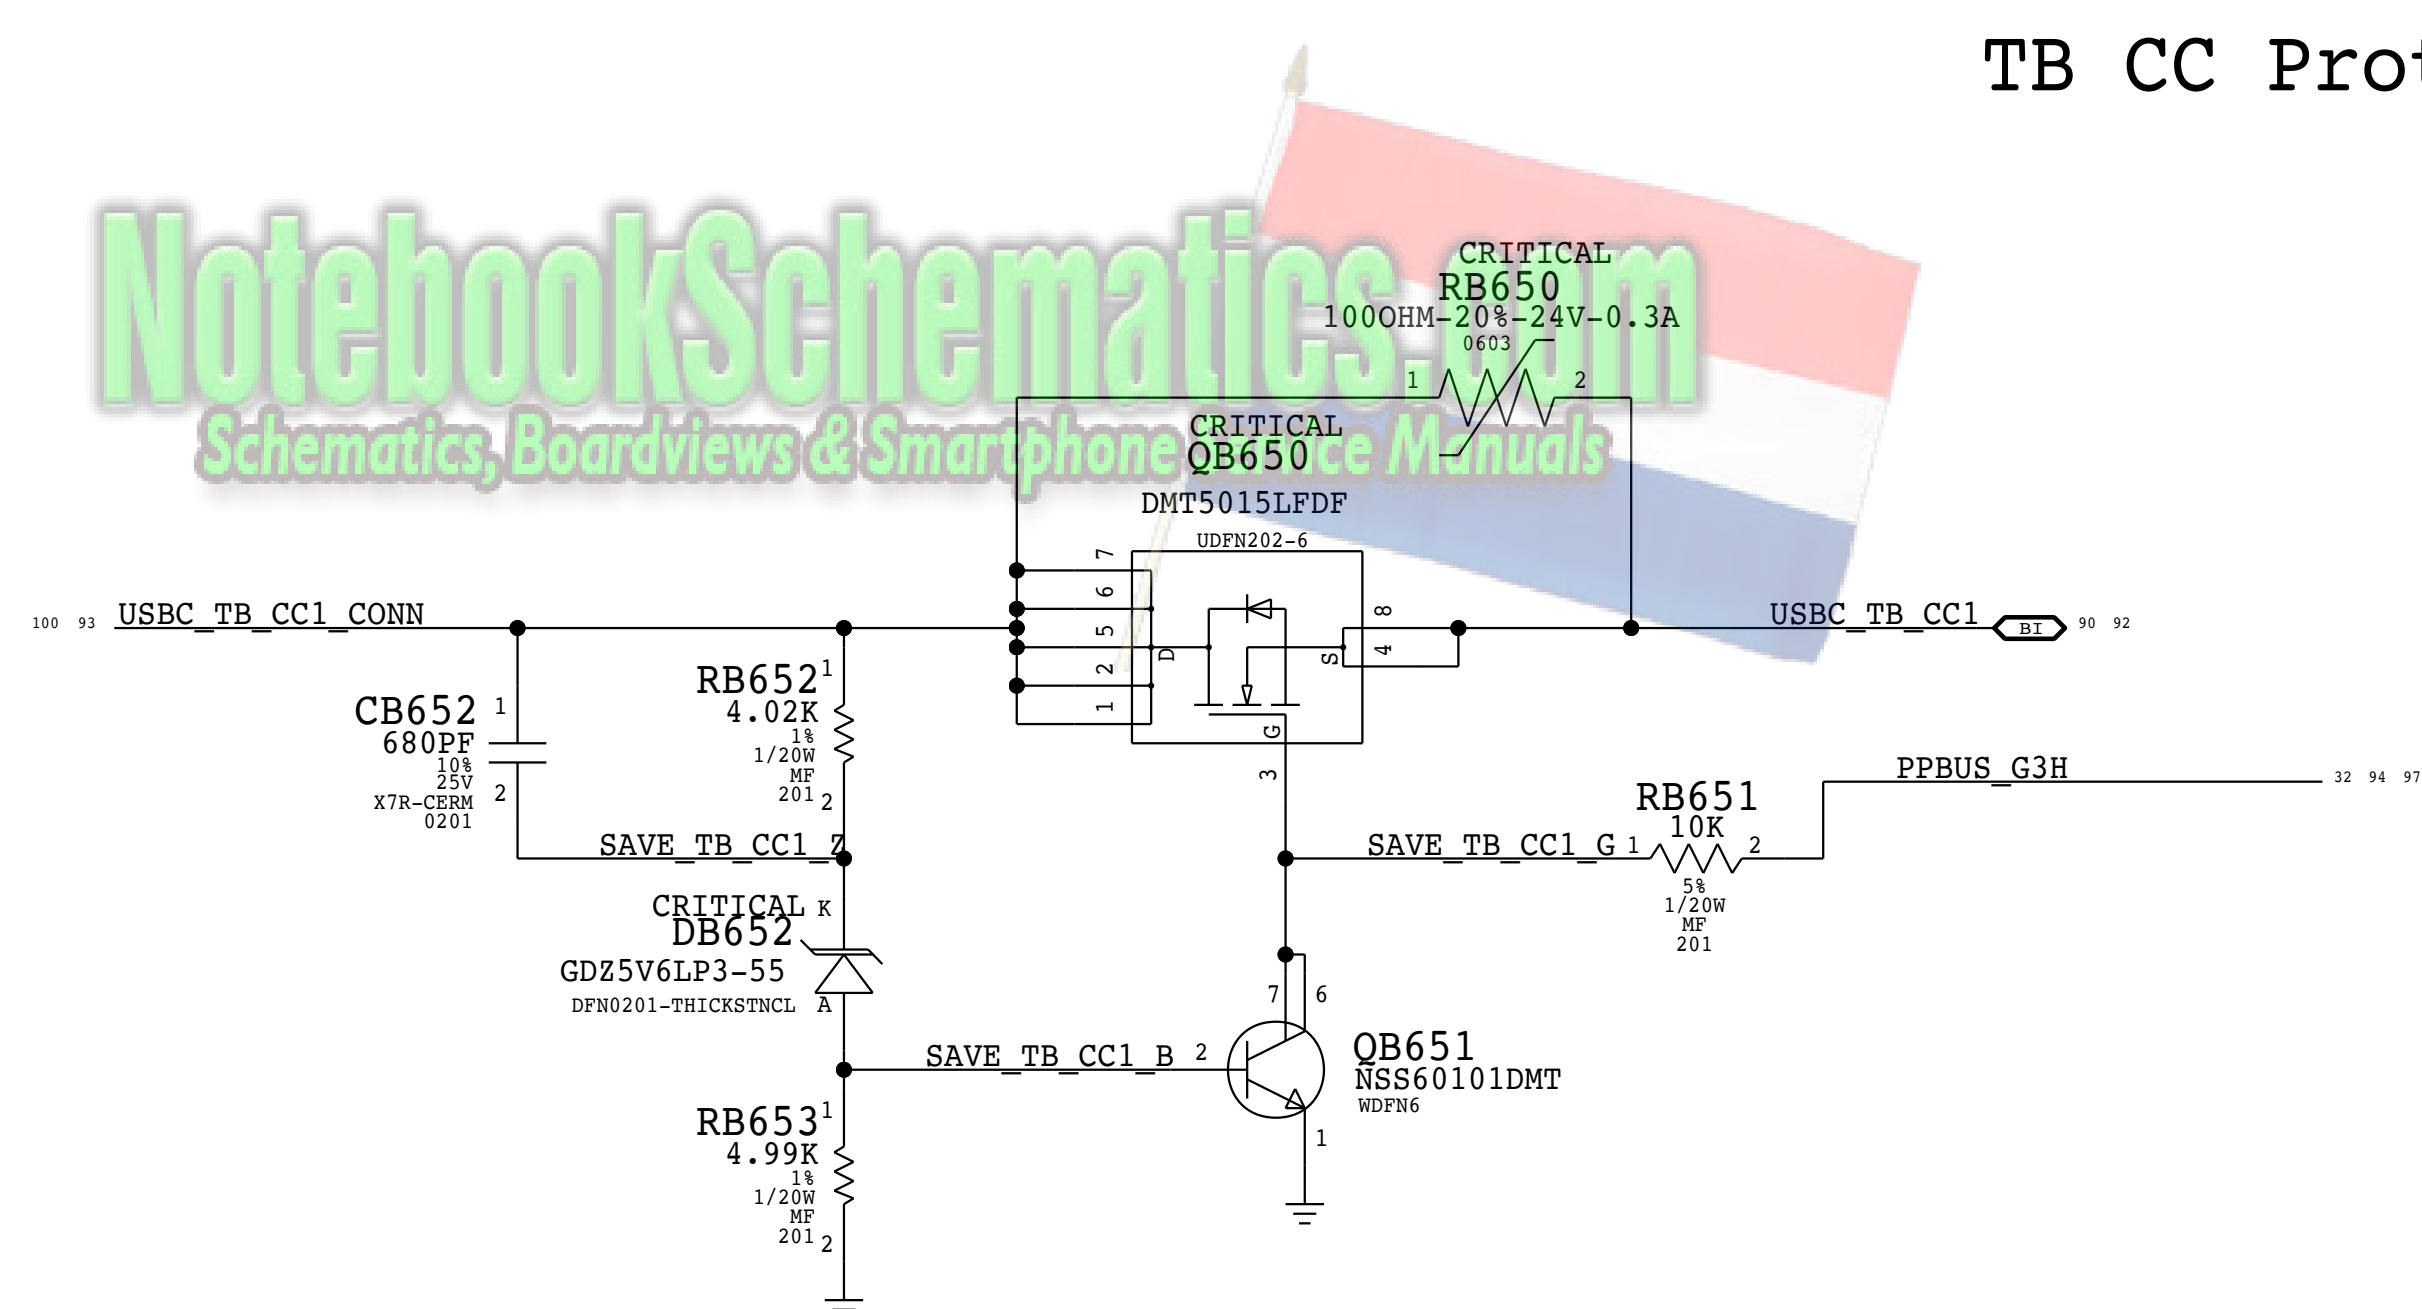 TB CC Prot
NotebookSchematics.com
Schematics, Boardviews & Smartphone Service Manuals
CRITICAL
RB650
100OHM-20%-24V-0.3A
0603
1
2
CRITICAL
QB650
DMT5015LFDF
UDFN202-6
7
6
5
2
1
D
S
G
8
4
3
100 93
USBC_TB_CC1_CONN
USBC_TB_CC1
BI
90 92
CB652
680PF
10%
25V
X7R-CERM
0201
1
2
RB652
4.02K
1%
1/20W
MF
201
1
2
SAVE_TB_CC1_Z
PPBUS_G3H
32 94 97
RB651
10K
SAVE_TB_CC1_G
1
2
5%
1/20W
MF
201
CRITICAL
K
DB652
GDZ5V6LP3-55
DFN0201-THICKSTNCL
A
7
6
SAVE_TB_CC1_B
2
QB651
NSS60101DMT
WDFN6
1
RB653
4.99K
1%
1/20W
MF
201
1
2